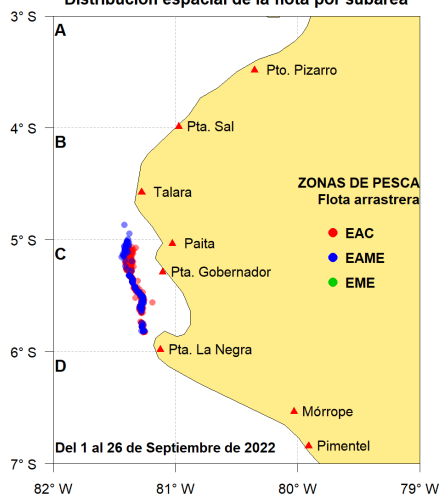 Distribución espacial de la flota por subárea
3° S
A
Pto. Pizarro
4° S
Pta. Sal
B
Talara
ZONAS DE PESCA
Flota arrastrera
5° S
Paita
EAC
C
EAME
Pta. Gobernador
EME
6° S
Pta. La Negra
D
Mórrope
Del 1 al 26 de Septiembre de 2022
Pimentel
7° S
82° W
81° W
80° W
79° W